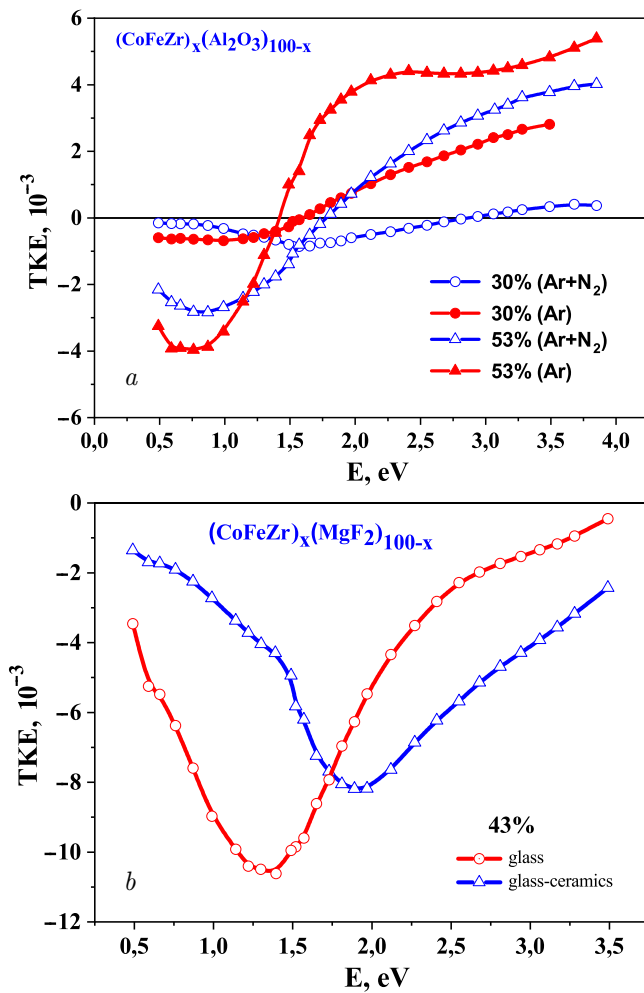 (CoFeZr)x(Al2O3)100-x
6
4
2
0
−2
−4
−6
TKE, 10−3
30% (Ar+N2)
30% (Ar)
53% (Ar+N2)
53% (Ar)
a
0,0 0,5 1,0 1,5 2,0 2,5 3,0 3,5 4,0
E, eV
(CoFeZr)x(MgF2)100-x
0
−2
−4
−6
−8
−10
−12
TKE, 10−3
43%
glass
glass-ceramics
b
0,5 1,0 1,5 2,0 2,5 3,0 3,5
E, eV